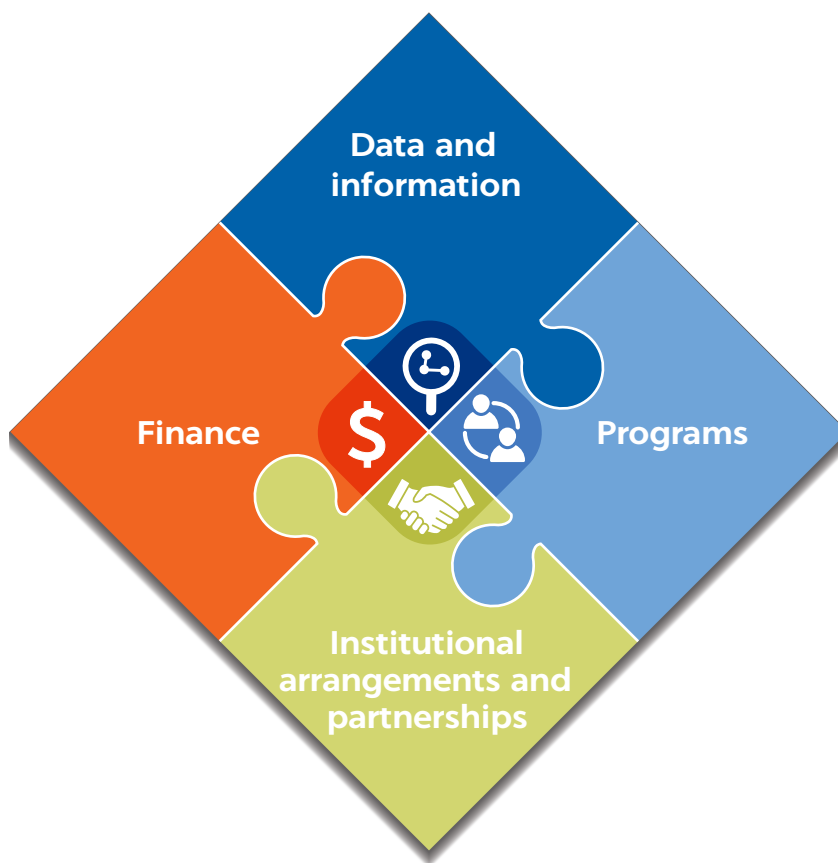 Data and
information
Finance
$
Programs
Institutional
arrangements and
partnerships